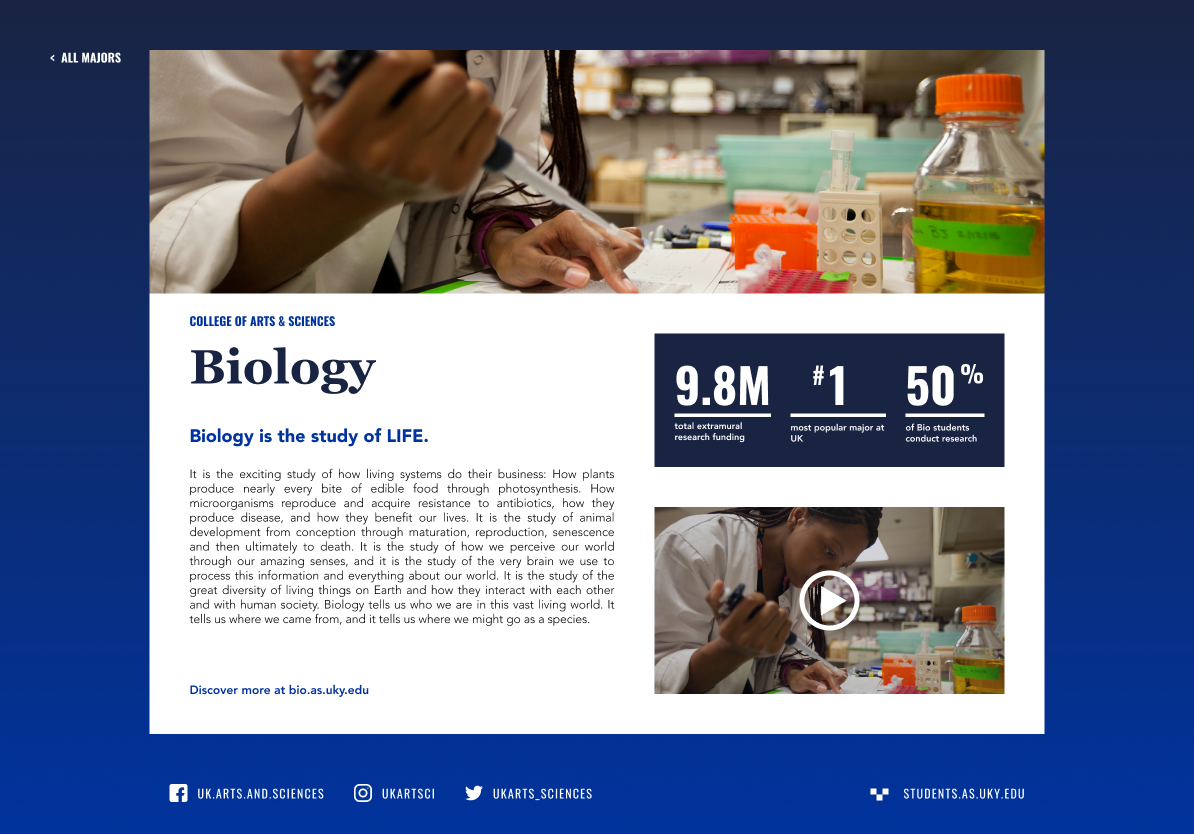 < ALL MAJORS
COLLEGE OF ARTS & SCIENCES
Biology
Biology is the study of LIFE.
It is the exciting study of how living systems do their business: How plants
produce nearly every bite of edible food through photosynthesis. How
microorganisms reproduce and acquire resistance to antibiotics, how they
produce disease, and how they benefit our lives. It is the study of animal
development from conception through maturation, reproduction, senescence
and then ultimately to death. It is the study of how we perceive our world
through our amazing senses, and it is the study of the very brain we use to
process this information and everything about our world. It is the study of the
great diversity of living things on Earth and how they interact with each other
and with human society. Biology tells us who we are in this vast living world. It
tells us where we came from, and it tells us where we might go as a species.
Discover more at bio.as.uky.edu
9.8M
total extramural
research funding
#1
most popular major at
UK
50%
of Bio students
conduct research
UK.ARTS.AND.SCIENCES
UKARTSCI
UKARTS_SCIENCES
STUDENTS.AS.UKY.EDU